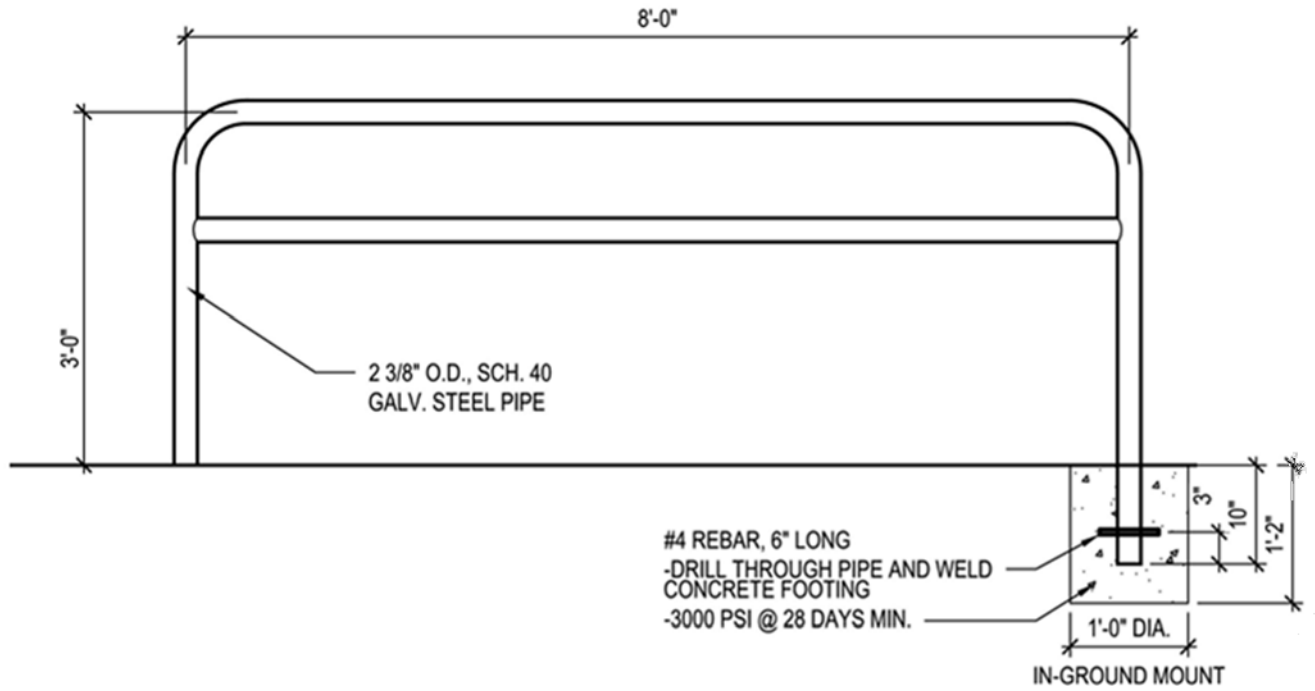 8'-0"
3'-0"
2 3/8" O.D., SCH. 40
GALV. STEEL PIPE
3"
10"
1'-2"
#4 REBAR, 6" LONG
-DRILL THROUGH PIPE AND WELD
CONCRETE FOOTING
-3000 PSI @ 28 DAYS MIN.
1'-0" DIA.
IN-GROUND MOUNT